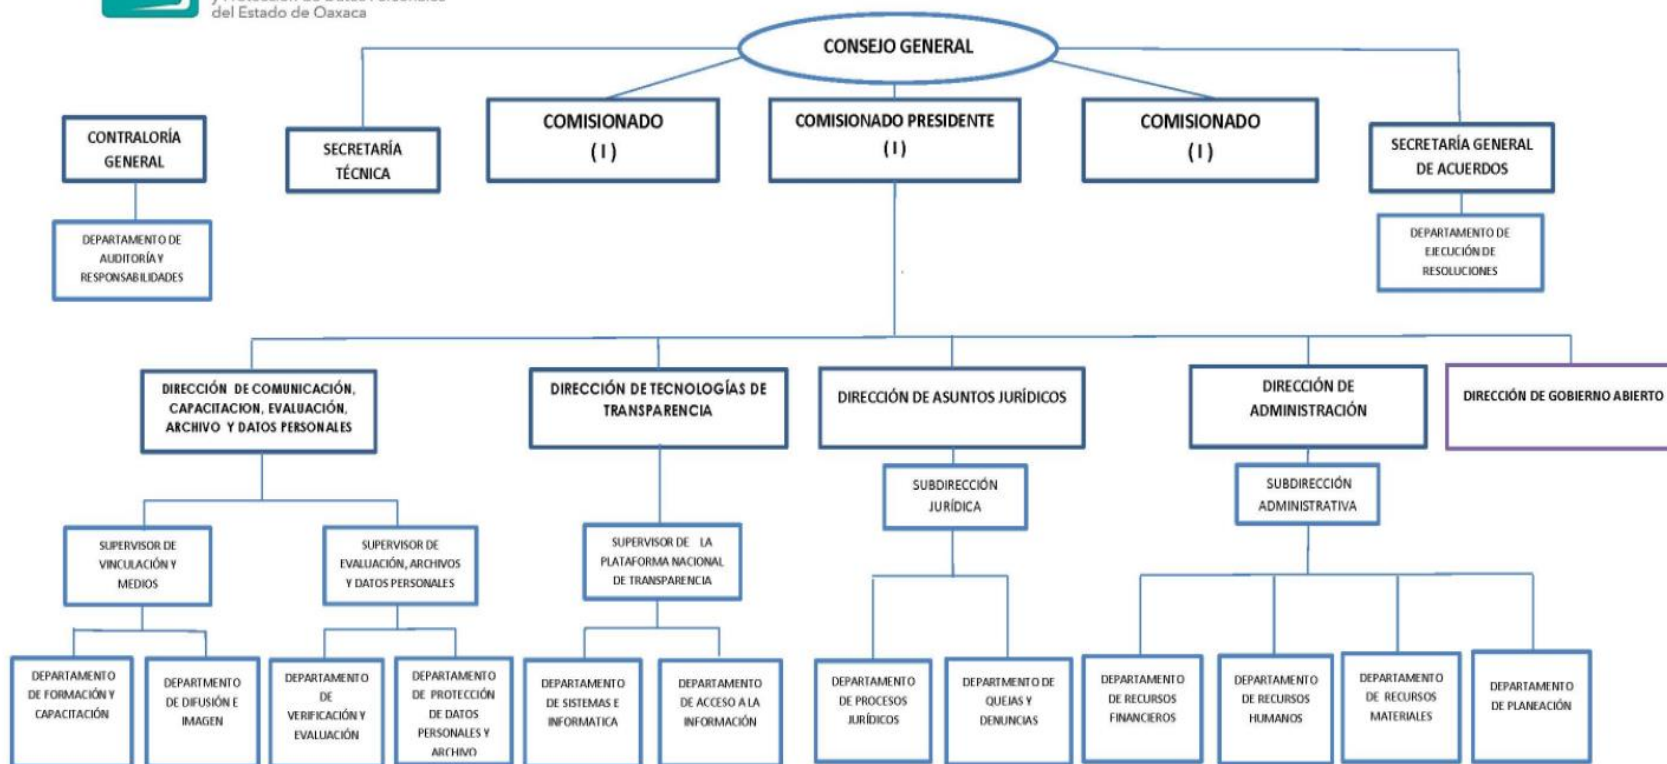 del Estado de Oaxaca
CONSEJO GENERAL
CONTRALORÍA
GENERAL
SECRETARÍA
TÉCNICA
COMISIONADO
( I )
COMISIONADO PRESIDENTE
( I )
COMISIONADO
( I )
SECRETARÍA GENERAL
DE ACUERDOS
DEPARTAMENTO DE
AUDITORÍA Y
RESPONSABILIDADES
DEPARTAMENTO DE
EJECUCIÓN DE
RESOLUCIONES
DIRECCIÓN DE COMUNICACIÓN,
CAPACITACION, EVALUACIÓN,
ARCHIVO Y DATOS PERSONALES
DIRECCIÓN DE TECNOLOGÍAS DE
TRANSPARENCIA
DIRECCIÓN DE ASUNTOS JURÍDICOS
DIRECCIÓN DE
ADMINISTRACIÓN
DIRECCIÓN DE GOBIERNO ABIERTO
SUBDIRECCIÓN
JURÍDICA
SUBDIRECCIÓN
ADMINISTRATIVA
SUPERVISOR DE
VINCULACIÓN Y
MEDIOS
SUPERVISOR DE
EVALUACIÓN, ARCHIVOS
Y DATOS PERSONALES
SUPERVISOR DE LA
PLATAFORMA NACIONAL
DE TRANSPARENCIA
DEPARTAMENTO
DE FORMACIÓN Y
CAPACITACIÓN
DEPARTMENTO
DE DIFUSIÓN E
IMAGEN
DEPARTAMENTO
DE
VERIFICACIÓN Y
EVALUACIÓN
DEPARTAMENTO
DE PROTECCIÓN
DE DATOS
PERSONALES Y
ARCHIVO
DEPARTAMENTO
DE SISTEMAS E
INFORMATICA
DEPARTAMENTO
DE ACCESO A LA
INFORMACIÓN
DEPARTAMENTO
DE PROCESOS
JURÍDICOS
DEPARTMENTO DE
QUEJAS Y
DENUNCIAS
DEPARTAMENTO
DE RECURSOS
FINANCIEROS
DEPARTAMENTO
DE RECURSOS
HUMANOS
DEPARTAMENTO
DE RECURSOS
MATERIALES
DEPARTAMENTO
DE PLANEACIÓN